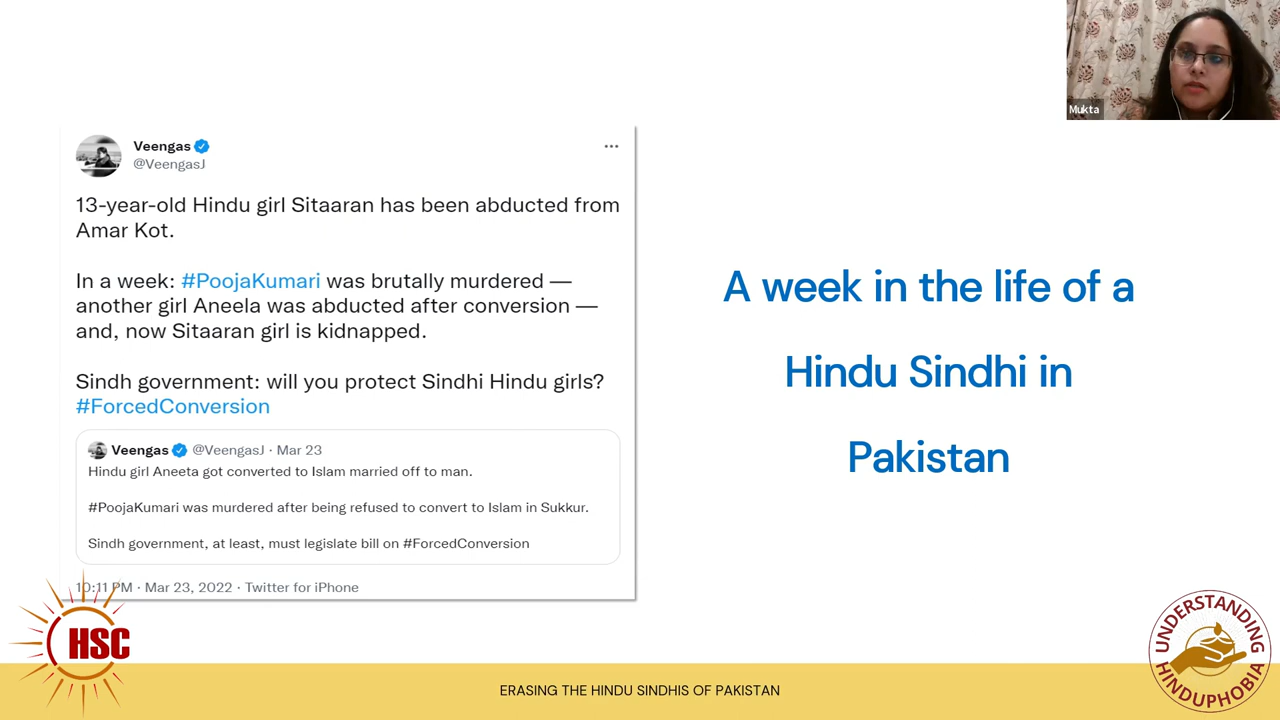 Mukta
Veengas
@VeengasJ
13-year-old Hindu girl Sitaaran has been abducted from
Amar Kot.
In a week: #PoojaKumari was brutally murdered —
another girl Aneela was abducted after conversion —
and, now Sitaaran girl is kidnapped.
Sindh government: will you protect Sindhi Hindu girls?
#ForcedConversion
Veengas @VeengasJ · Mar 23
Hindu girl Aneeta got converted to Islam married off to man.
#PoojaKumari was murdered after being refused to convert to Islam in Sukkur.
Sindh government, at least, must legislate bill on #ForcedConversion
10:11 PM · Mar 23, 2022 · Twitter for iPhone
A week in the life of a
Hindu Sindhi in
Pakistan
HSC
ERASING THE HINDU SINDHIS OF PAKISTAN
UNDERSTANDING
HINDUPHOBIA